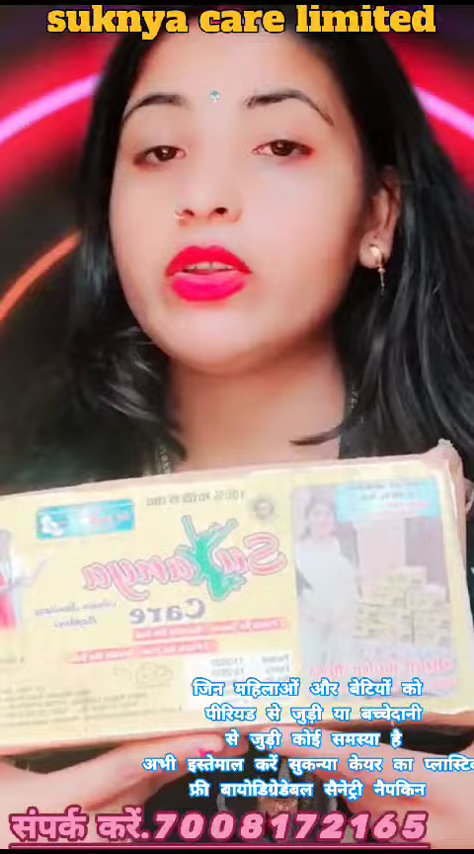 suknya care limited
100%
Sukanya
Care
जिन महिलाओं और बेटियों को
पीरियड से जुड़ी या बच्चेदानी
से जुड़ी कोई समस्या है
अभी इस्तेमाल करें सुकन्या केयर का प्लास्टि
फ्री बायोडिग्रेडेबल सैनेट्री नैपकिन
संपर्क करें.7008172165